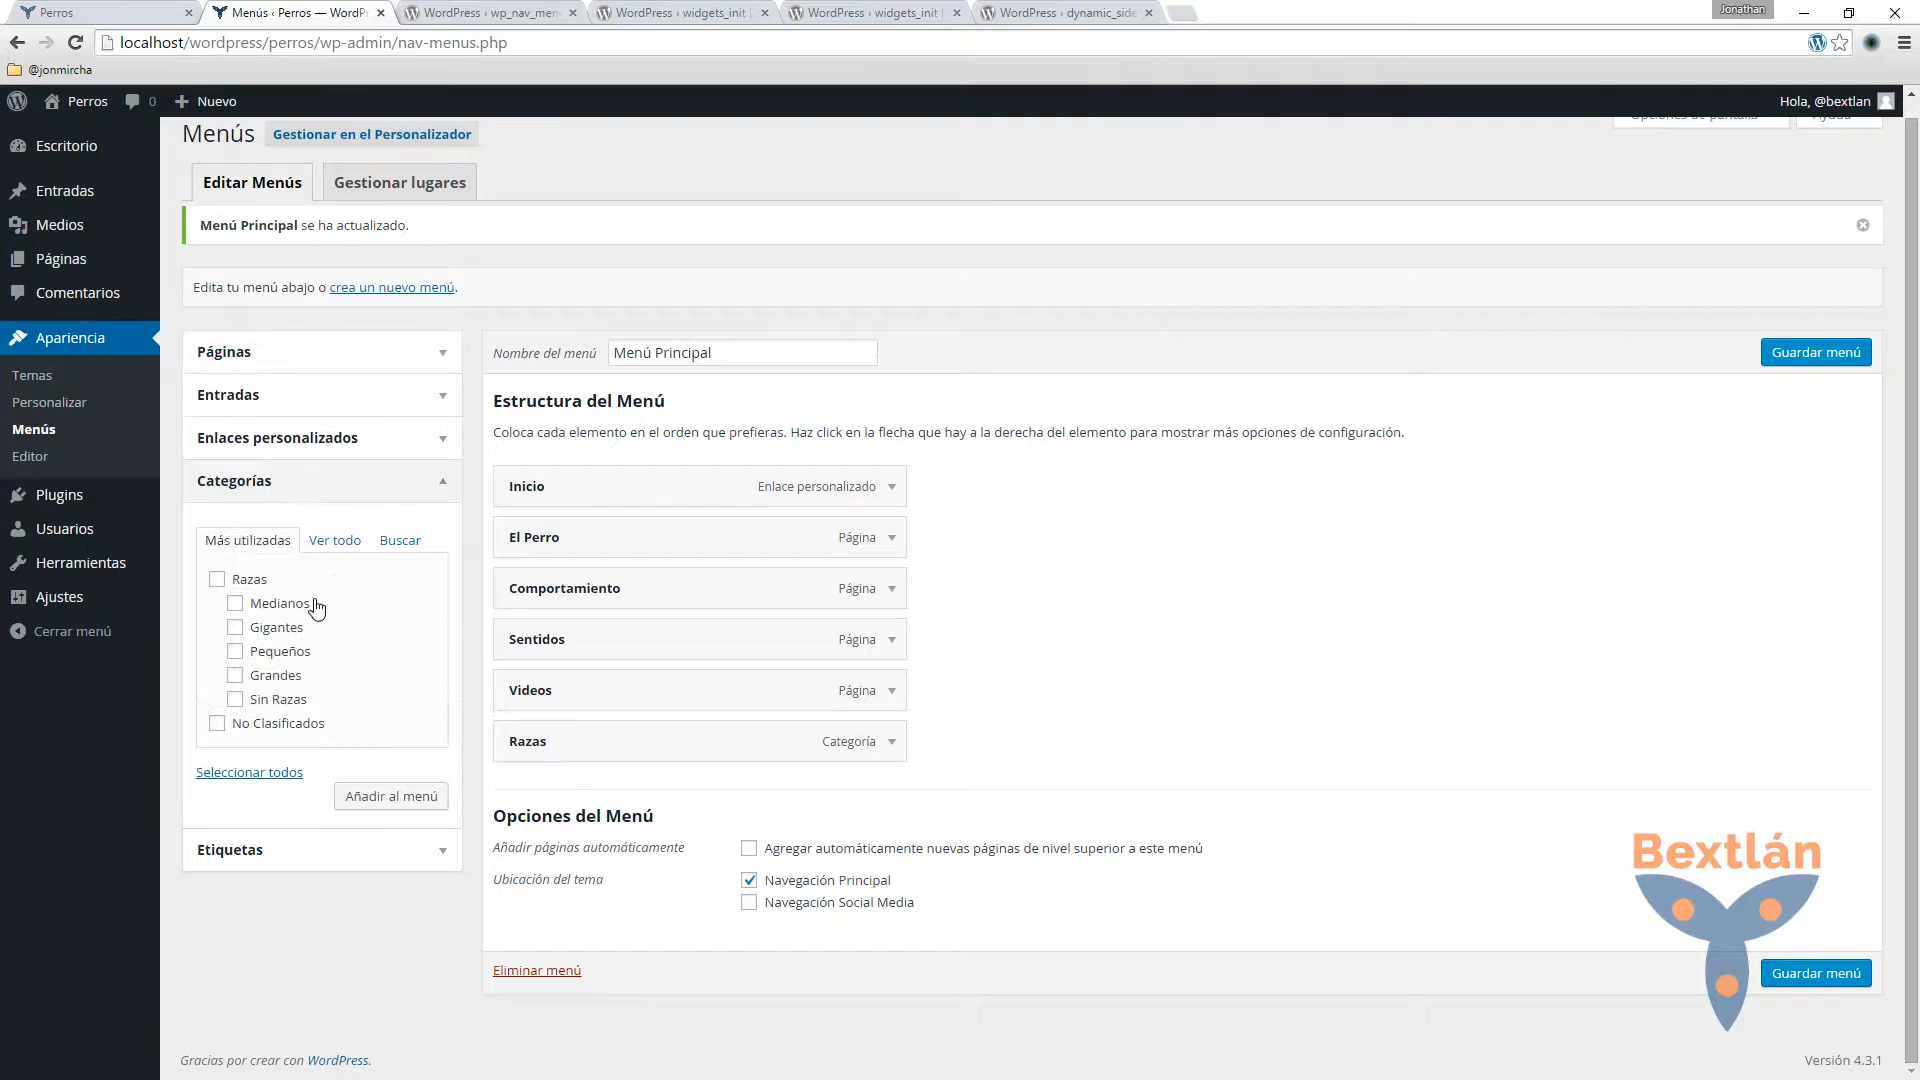 Jonathan
Perros
Menús ‹ Perros — WordP
WordPress › wp_nav_men
WordPress › widgets_init |
WordPress › widgets_init |
WordPress › dynamic_side
localhost/wordpress/perros/wp-admin/nav-menus.php
@jonmircha
Perros
0
Nuevo
Hola, @bextlan
Escritorio
Entradas
Medios
Páginas
Comentarios
Apariencia
Temas
Personalizar
Menús
Editor
Plugins
Usuarios
Herramientas
Ajustes
Cerrar menú
Menús
Gestionar en el Personalizador
Opciones de pantalla
Ayuda
Editar Menús
Gestionar lugares
Menú Principal se ha actualizado.
Edita tu menú abajo o crea un nuevo menú.
Páginas
Entradas
Enlaces personalizados
Categorías
Más utilizadas
Ver todo
Buscar
Razas
Medianos
Gigantes
Pequeños
Grandes
Sin Razas
No Clasificados
Seleccionar todos
Añadir al menú
Etiquetas
Nombre del menú
Menú Principal
Guardar menú
Estructura del Menú
Coloca cada elemento en el orden que prefieras. Haz click en la flecha que hay a la derecha del elemento para mostrar más opciones de configuración.
Inicio
Enlace personalizado
El Perro
Página
Comportamiento
Página
Sentidos
Página
Videos
Página
Razas
Categoría
Opciones del Menú
Añadir páginas automáticamente
Agregar automáticamente nuevas páginas de nivel superior a este menú
Ubicación del tema
Navegación Principal
Navegación Social Media
Bextlán
Eliminar menú
Guardar menú
Gracias por crear con WordPress.
Versión 4.3.1